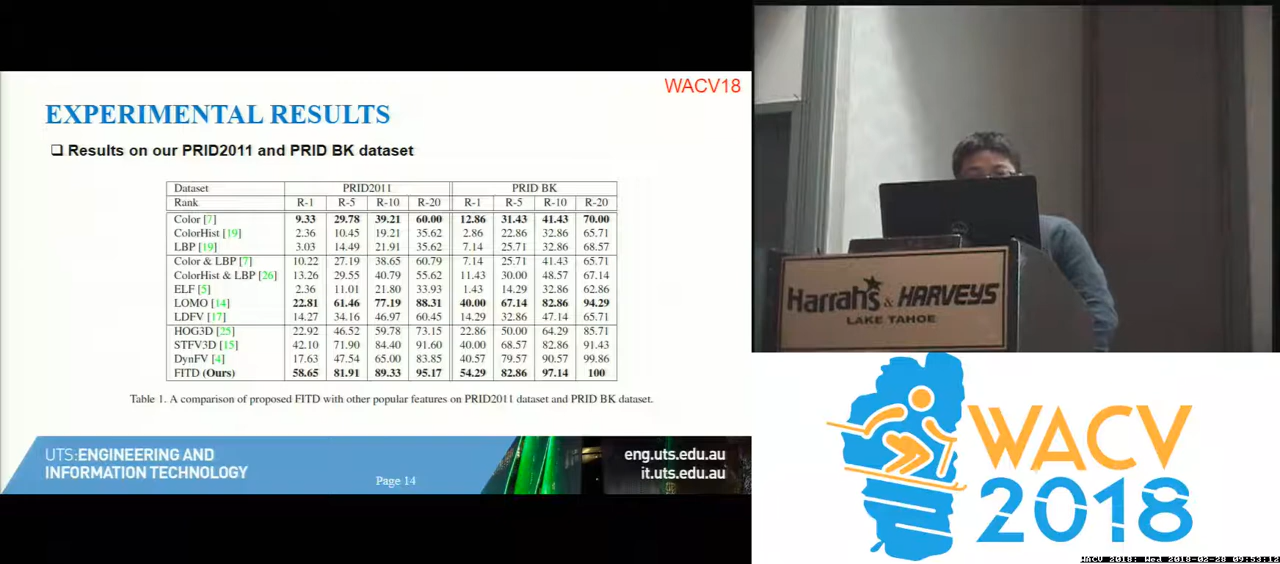 WACV18
EXPERIMENTAL RESULTS
❑ Results on our PRID2011 and PRID BK dataset
Dataset PRID2011 PRID BK
Rank R-1 R-5 R-10 R-20 R-1 R-5 R-10 R-20
Color [7] 9.33 29.78 39.21 60.00 12.86 31.43 41.43 70.00
ColorHist [19] 2.36 10.45 19.21 35.62 2.86 22.86 32.86 65.71
LBP [19] 3.03 14.49 21.91 35.62 7.14 25.71 32.86 68.57
Color & LBP [7] 10.22 27.19 38.65 60.79 7.14 25.71 41.43 65.71
ColorHist & LBP [26] 13.26 29.55 40.79 55.62 11.43 30.00 48.57 67.14
ELF [5] 2.36 11.01 21.80 33.93 1.43 14.29 32.86 62.86
LOMO [14] 22.81 61.46 77.19 88.31 40.00 67.14 82.86 94.29
LDFV [17] 14.27 34.16 46.97 60.45 14.29 32.86 47.14 65.71
HOG3D [25] 22.92 46.52 59.78 73.15 22.86 50.00 64.29 85.71
STFV3D [15] 42.10 71.90 84.40 91.60 40.00 68.57 82.86 91.43
DynFV [4] 17.63 47.54 65.00 83.85 40.57 79.57 90.57 99.86
FITD (Ours) 58.65 81.91 89.33 95.17 54.29 82.86 97.14 100
Table 1. A comparison of proposed FITD with other popular features on PRID2011 dataset and PRID BK dataset.
UTS:ENGINEERING AND
INFORMATION TECHNOLOGY
Page 14
eng.uts.edu.au
it.uts.edu.au
Harrah's & HARVEYS
LAKE TAHOE
WACV
2018
WACV 2018: Wed 2018-02-28 09:53:12